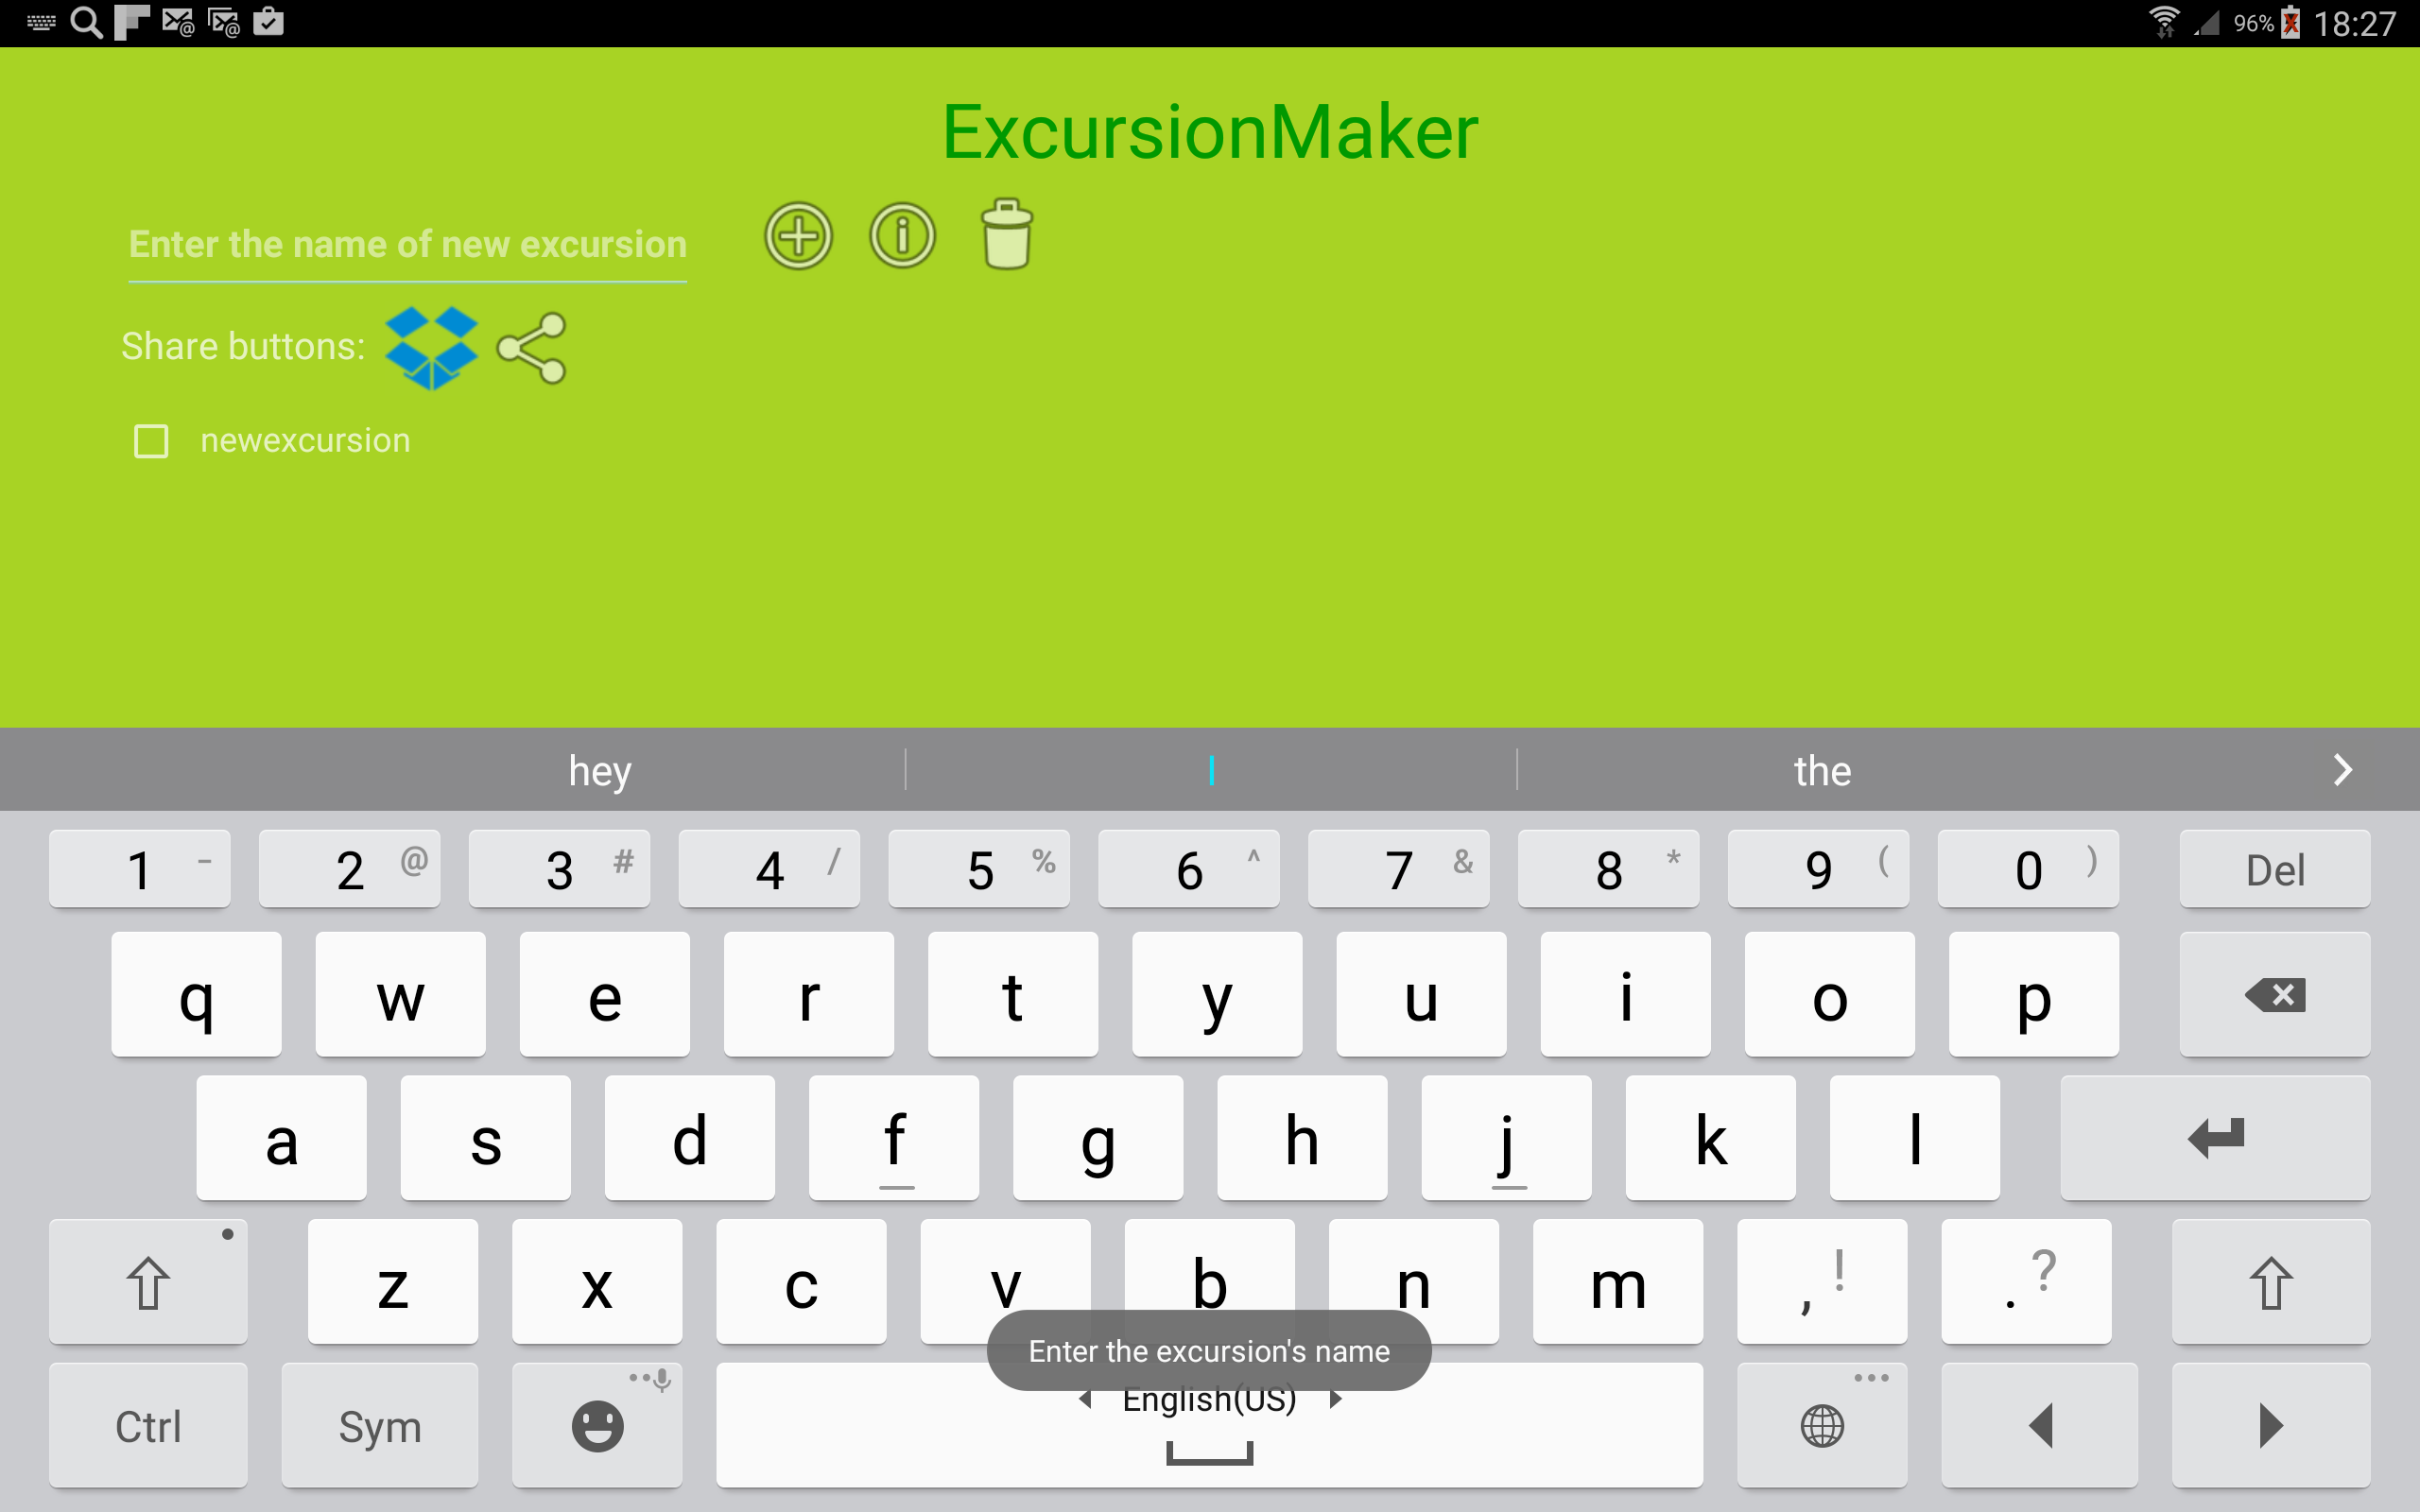 96% 18:27
ExcursionMaker
Enter the name of new excursion
Share buttons:
newexcursion
hey I the
1 - 2 @ 3 # 4 / 5 % 6 ^ 7 & 8 * 9 ( 0 ) Del
q w e r t y u i o p
a s d f g h j k l
z x c v b n m , ! . ?
Enter the excursion's name
Ctrl Sym English(US)